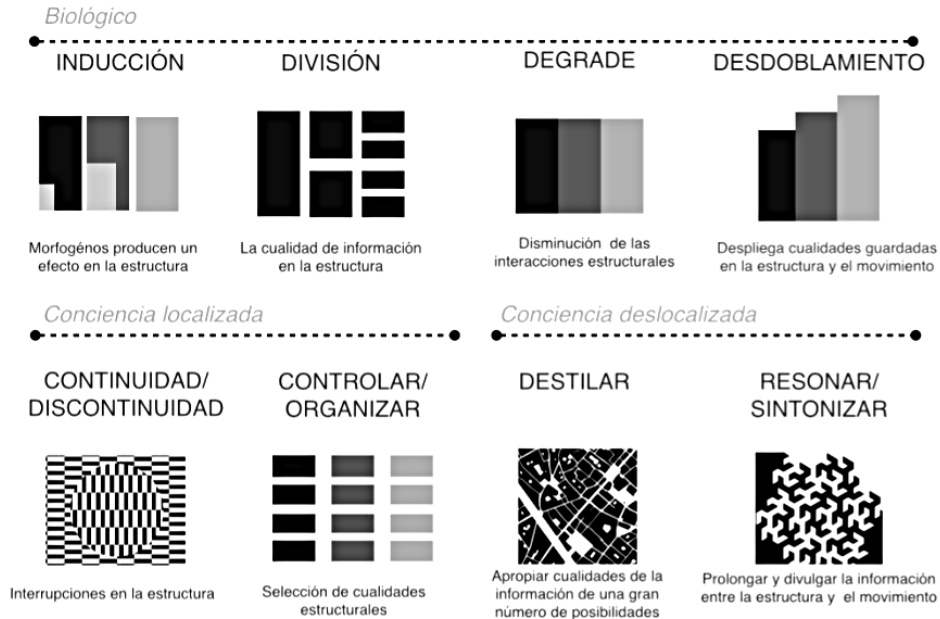 Biológico
INDUCCIÓN
DIVISIÓN
DEGRADE
DESDOBLAMIENTO
Morfogénos producen un
efecto en la estructura
La cualidad de información
en la estructura
Disminución de las
interacciones estructurales
Despliega cualidades guardadas
en la estructura y el movimiento
Conciencia localizada
Conciencia deslocalizada
CONTINUIDAD/
DISCONTINUIDAD
CONTROLAR/
ORGANIZAR
DESTILAR
RESONAR/
SINTONIZAR
Interrupciones en la estructura
Selección de cualidades
estructurales
Apropiar cualidades de la
información de una gran
número de posibilidades
Prolongar y divulgar la información
entre la estructura y el movimiento